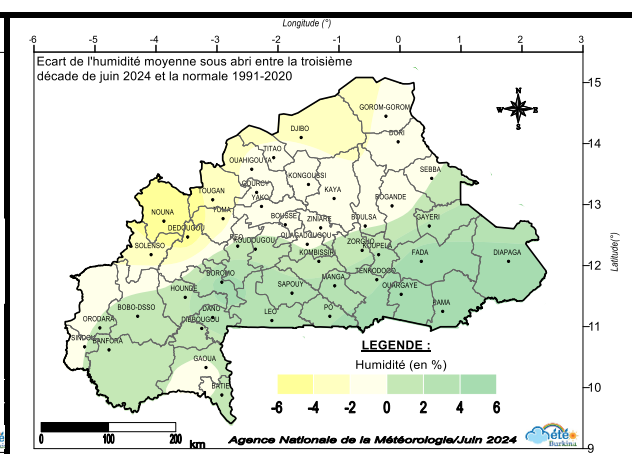 Longitude (°)
-6 -5 -4 -3 -2 -1 0 1 2 3
Ecart de l'humidité moyenne sous abri entre la troisième
décade de juin 2024 et la normale 1991-2020
15
GOROM-GOROM
N
W E
S
DJIBO
DORI
14
TITAO
OUAHIGOUYA
KONGOUSSI
SEBBA
TOUGAN
GOURCY
YAKO
KAYA
BOGANDE
13
NOUNA
TOMA
BOUSSE
ZINIARE
BOULSA
GAYERI
DEDOUGOU
OUAGADOUGOU
SOLENSO
KOUDOUGOU
KOMBISSIRI
ZORGHO
KOUPELA
FADA
DIAPAGA
12
Latitude(°)
BOROMO
TENKODOGO
HOUNDE
SAPOUY
MANGA
OUARGAYE
BOBO-DSSO
DANO
LEO
PO
PAMA
ORODARA
DIEBOUGOU
11
SINDOU
BANFORA
LEGENDE :
GAOUA
Humidité (en %)
BATIE
10
-6 -4 -2 0 2 4 6
0 100 200
km
Agence Nationale de la Météorologie/Juin 2024
météo
Burkina
9